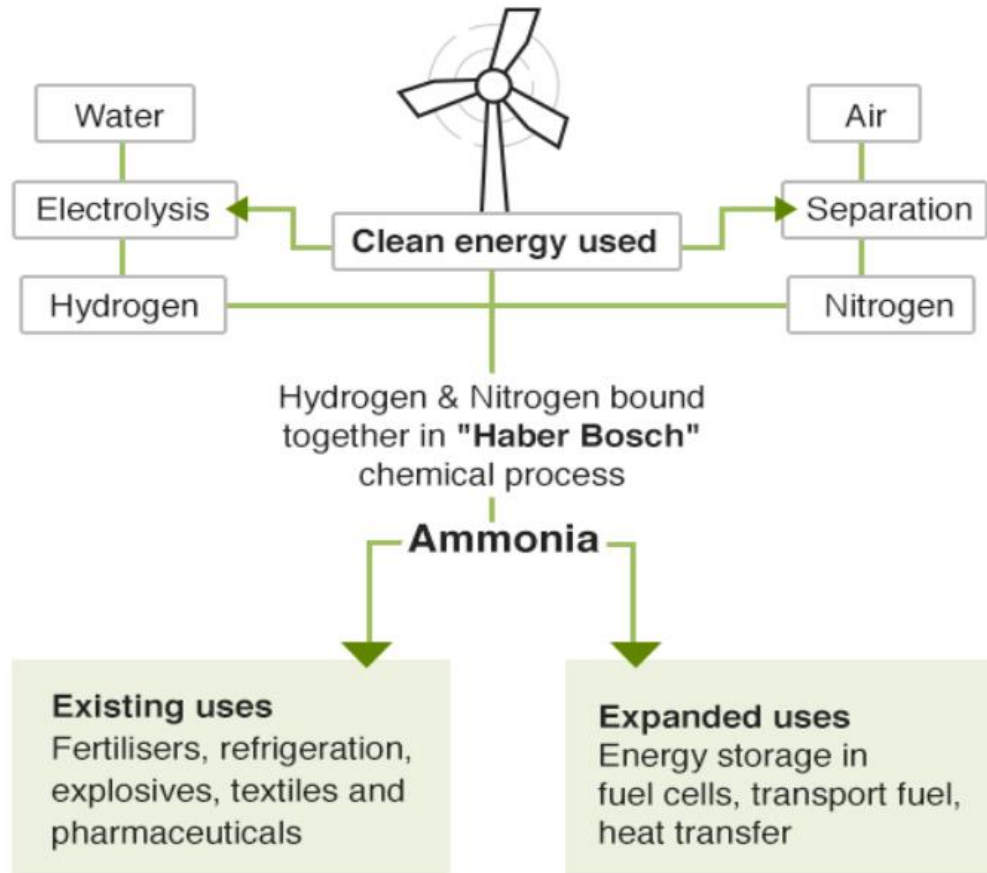 Water
Air
Electrolysis
Separation
Clean energy used
Hydrogen
Nitrogen
Hydrogen & Nitrogen bound
together in "Haber Bosch"
chemical process
Ammonia
Existing uses
Fertilisers, refrigeration,
explosives, textiles and
pharmaceuticals
Expanded uses
Energy storage in
fuel cells, transport fuel,
heat transfer